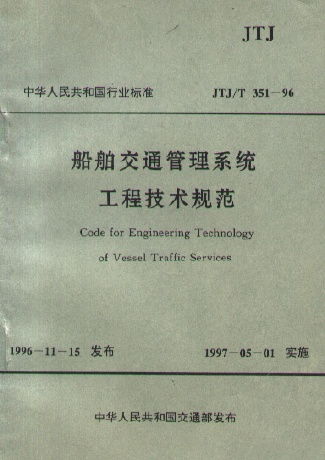 JTJ
中华人民共和国行业标准 JTJ/T 351-96
船舶交通管理系统
工程技术规范
Code for Engineering Technology
of Vessel Traffic Services
1996-11-15 发布 1997-05-01 实施
中华人民共和国交通部发布